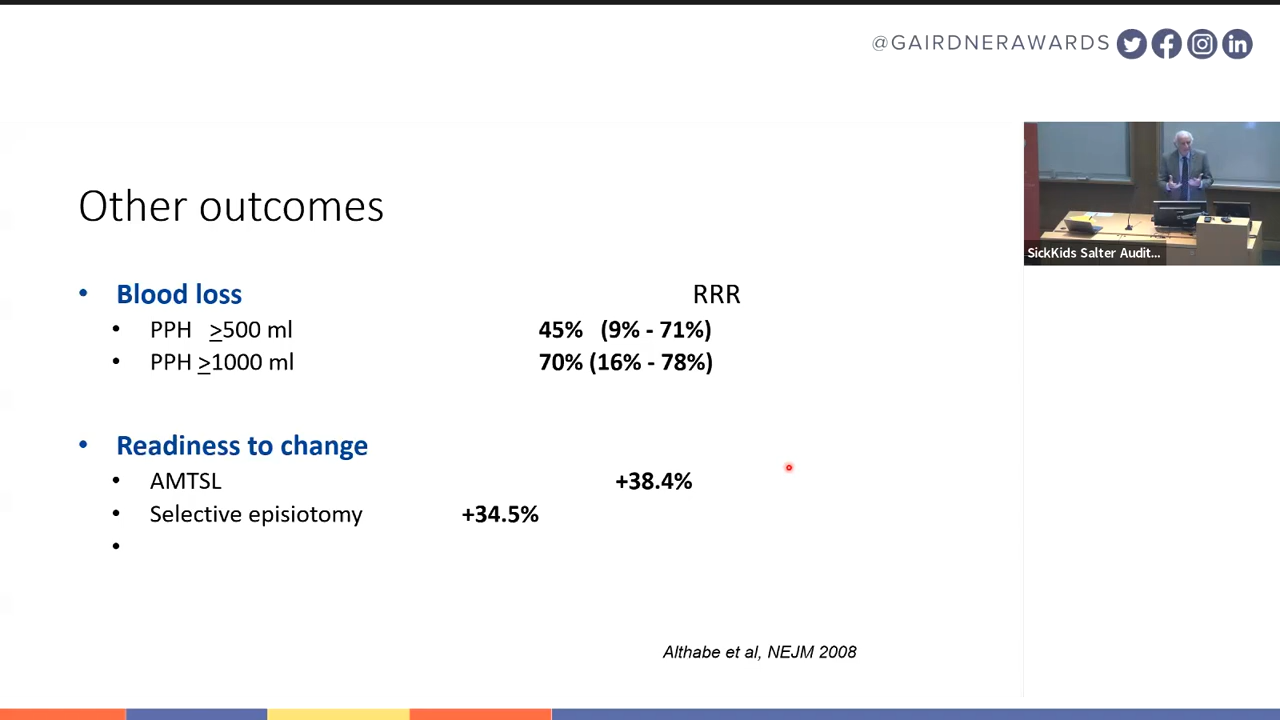 @GAIRDNERAWARDS
SickKids Salter Audit...
Other outcomes
• Blood loss RRR
• PPH ≥500 ml 45% (9% - 71%)
• PPH ≥1000 ml 70% (16% - 78%)
• Readiness to change
• AMTSL +38.4%
• Selective episiotomy +34.5%
•
Althabe et al, NEJM 2008